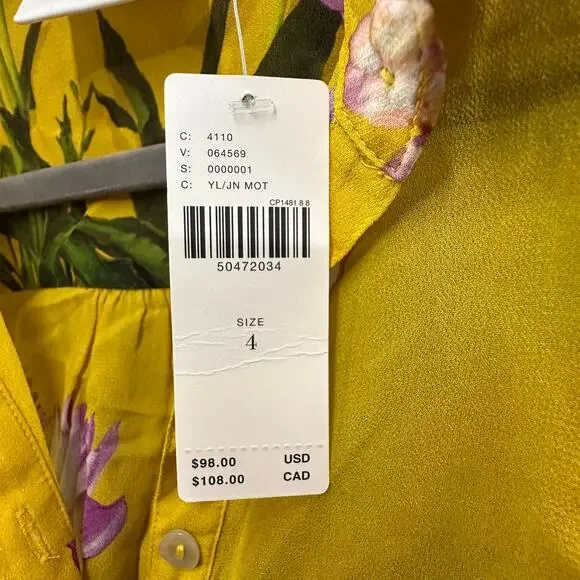 C: 4110
V: 064569
S: 0000001
C: YL/JN MOT
CP1481 8 8
50472034
SIZE
4
$98.00 USD
$108.00 CAD